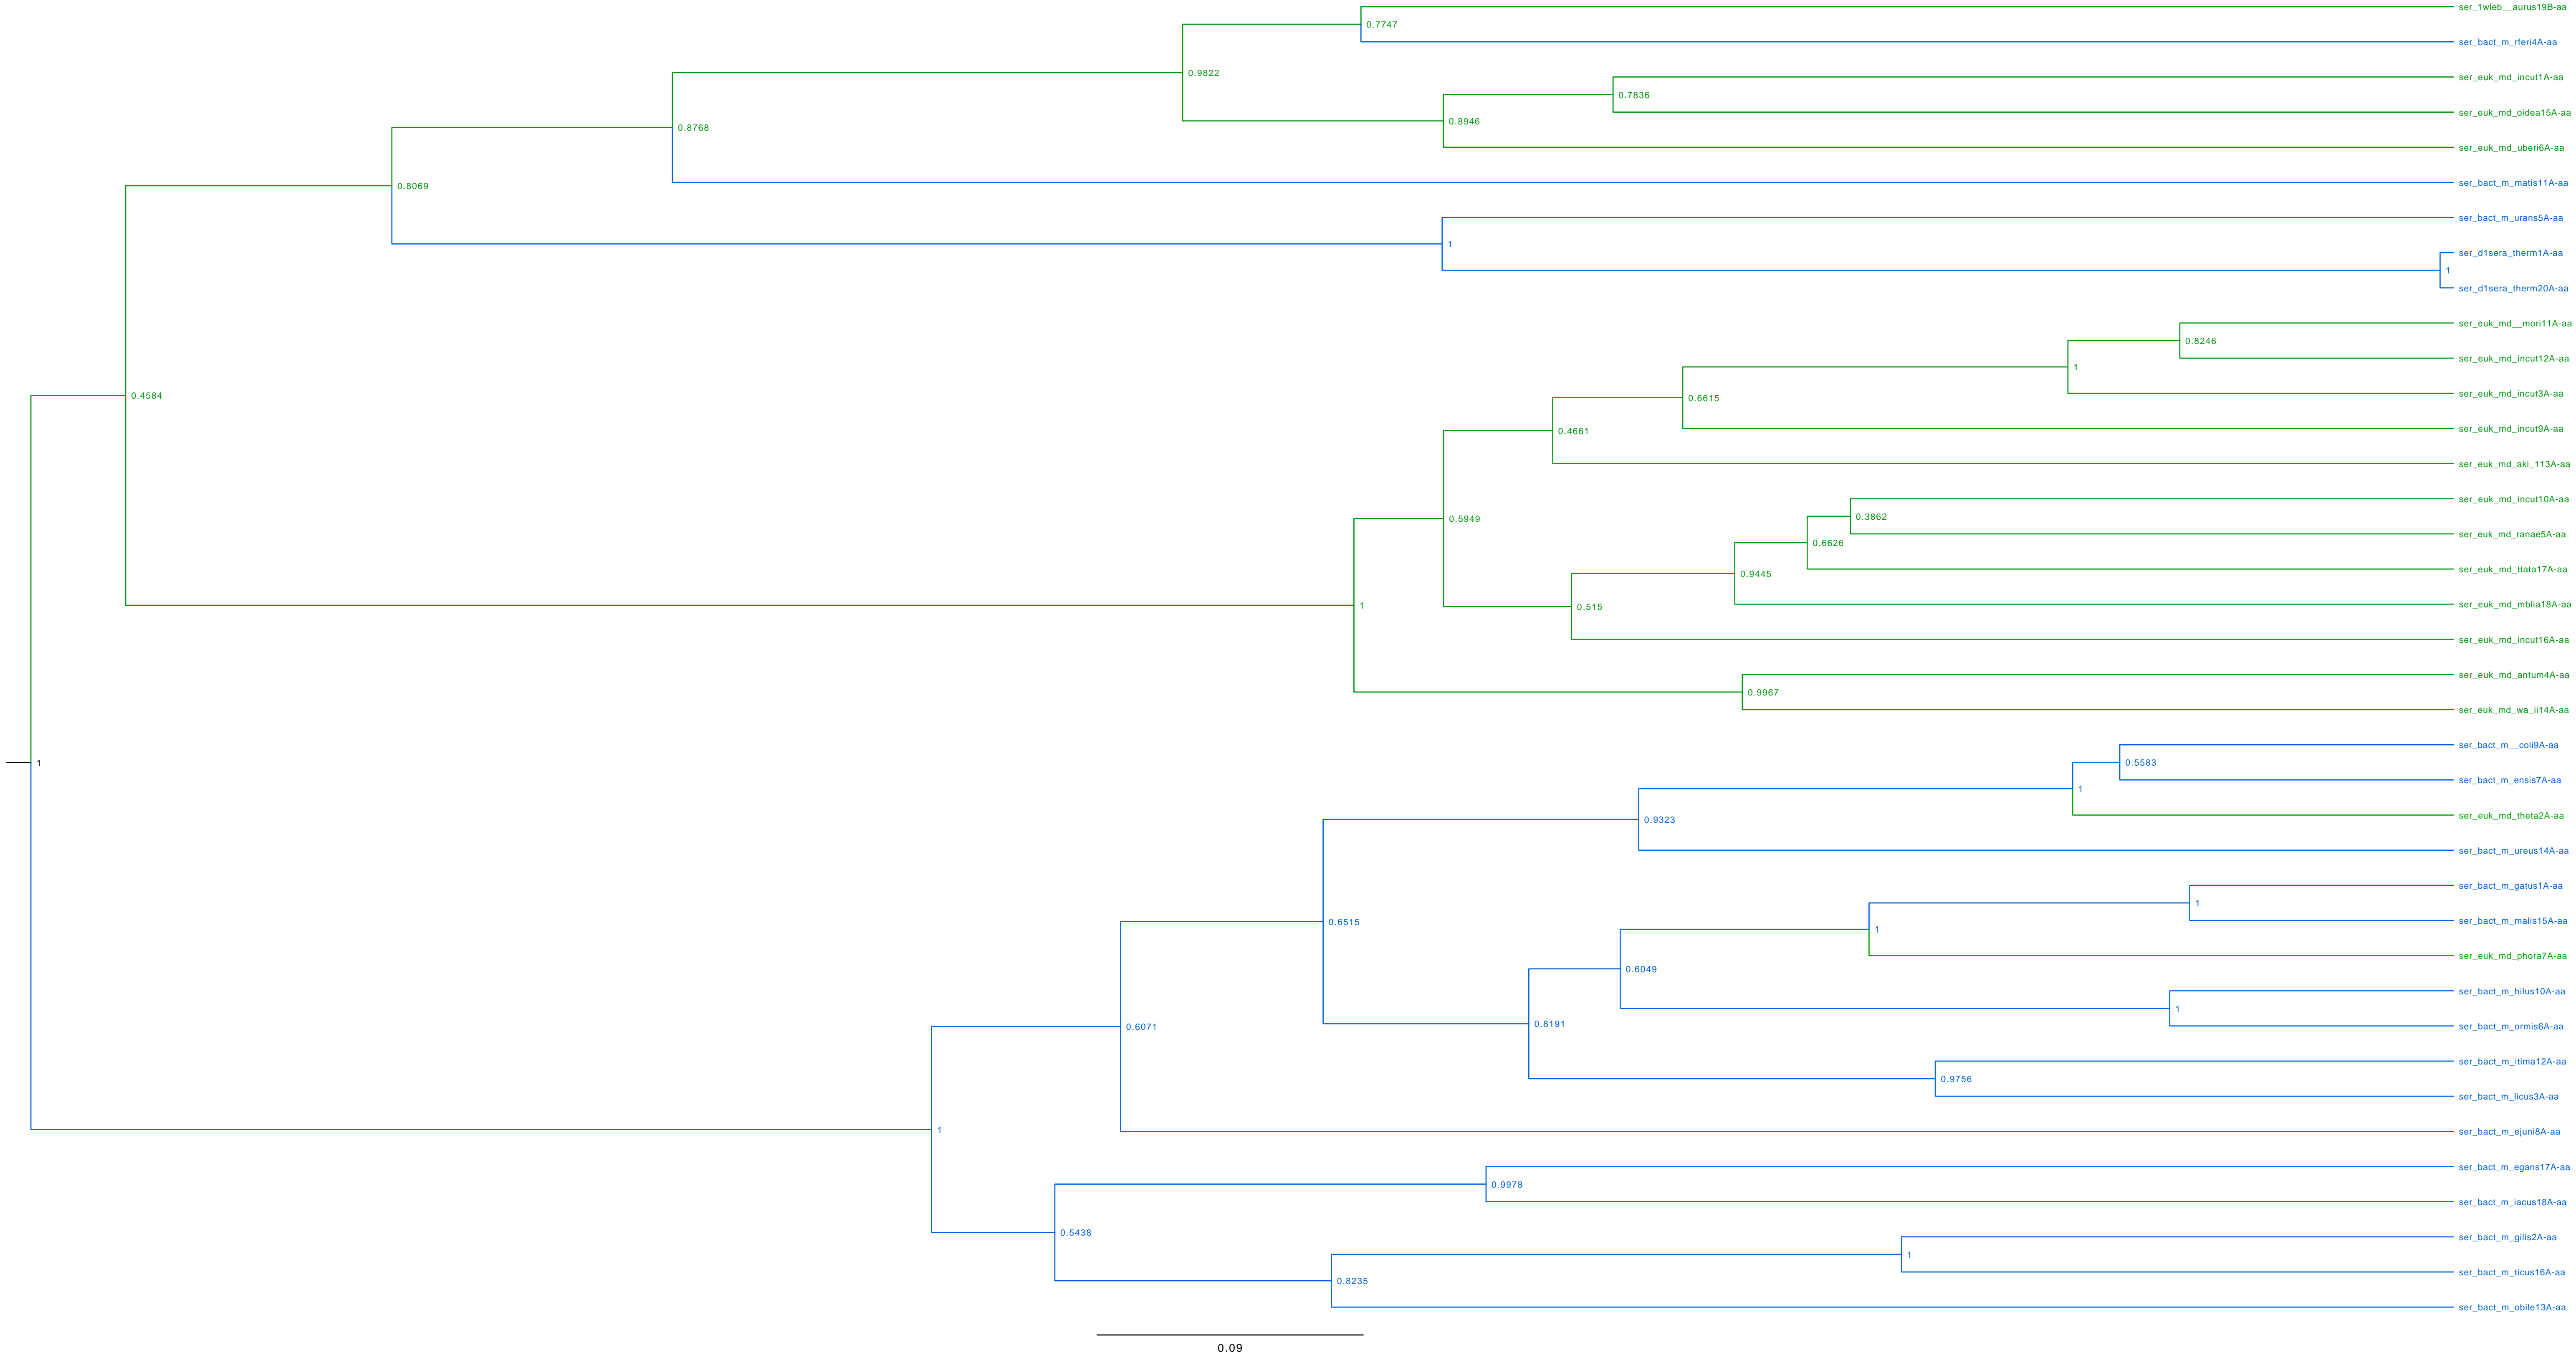 ser_1wleb__aurus19B-aa
0.7747
ser_bact_m_rferi4A-aa
0.9822
ser_euk_md_incut1A-aa
0.7836
ser_euk_md_oidea15A-aa
0.8946
0.8768
ser_euk_md_uberi6A-aa
ser_bact_m_matis11A-aa
0.8069
ser_bact_m_urans5A-aa
1
ser_d1sera_therm1A-aa
1
ser_d1sera_therm20A-aa
ser_euk_md__mori11A-aa
0.8246
ser_euk_md_incut12A-aa
1
ser_euk_md_incut3A-aa
0.4584
0.6615
ser_euk_md_incut9A-aa
0.4661
ser_euk_md_aki_113A-aa
ser_euk_md_incut10A-aa
0.3862
0.5949
ser_euk_md_ranae5A-aa
0.6626
ser_euk_md_ttata17A-aa
0.9445
ser_euk_md_mblia18A-aa
1
0.515
ser_euk_md_incut16A-aa
ser_euk_md_antum4A-aa
0.9967
ser_euk_md_wa_ii14A-aa
ser_bact_m__coli9A-aa
1
0.5583
ser_bact_m_ensis7A-aa
1
ser_euk_md_theta2A-aa
0.9323
ser_bact_m_ureus14A-aa
ser_bact_m_gatus1A-aa
1
ser_bact_m_malis15A-aa
0.6515
1
ser_euk_md_phora7A-aa
0.6049
ser_bact_m_hilus10A-aa
1
0.8191
ser_bact_m_ormis6A-aa
0.6071
ser_bact_m_itima12A-aa
0.9756
ser_bact_m_licus3A-aa
1
ser_bact_m_ejuni8A-aa
ser_bact_m_egans17A-aa
0.9978
ser_bact_m_iacus18A-aa
0.5438
ser_bact_m_gilis2A-aa
1
ser_bact_m_ticus16A-aa
0.8235
ser_bact_m_obile13A-aa
0.09